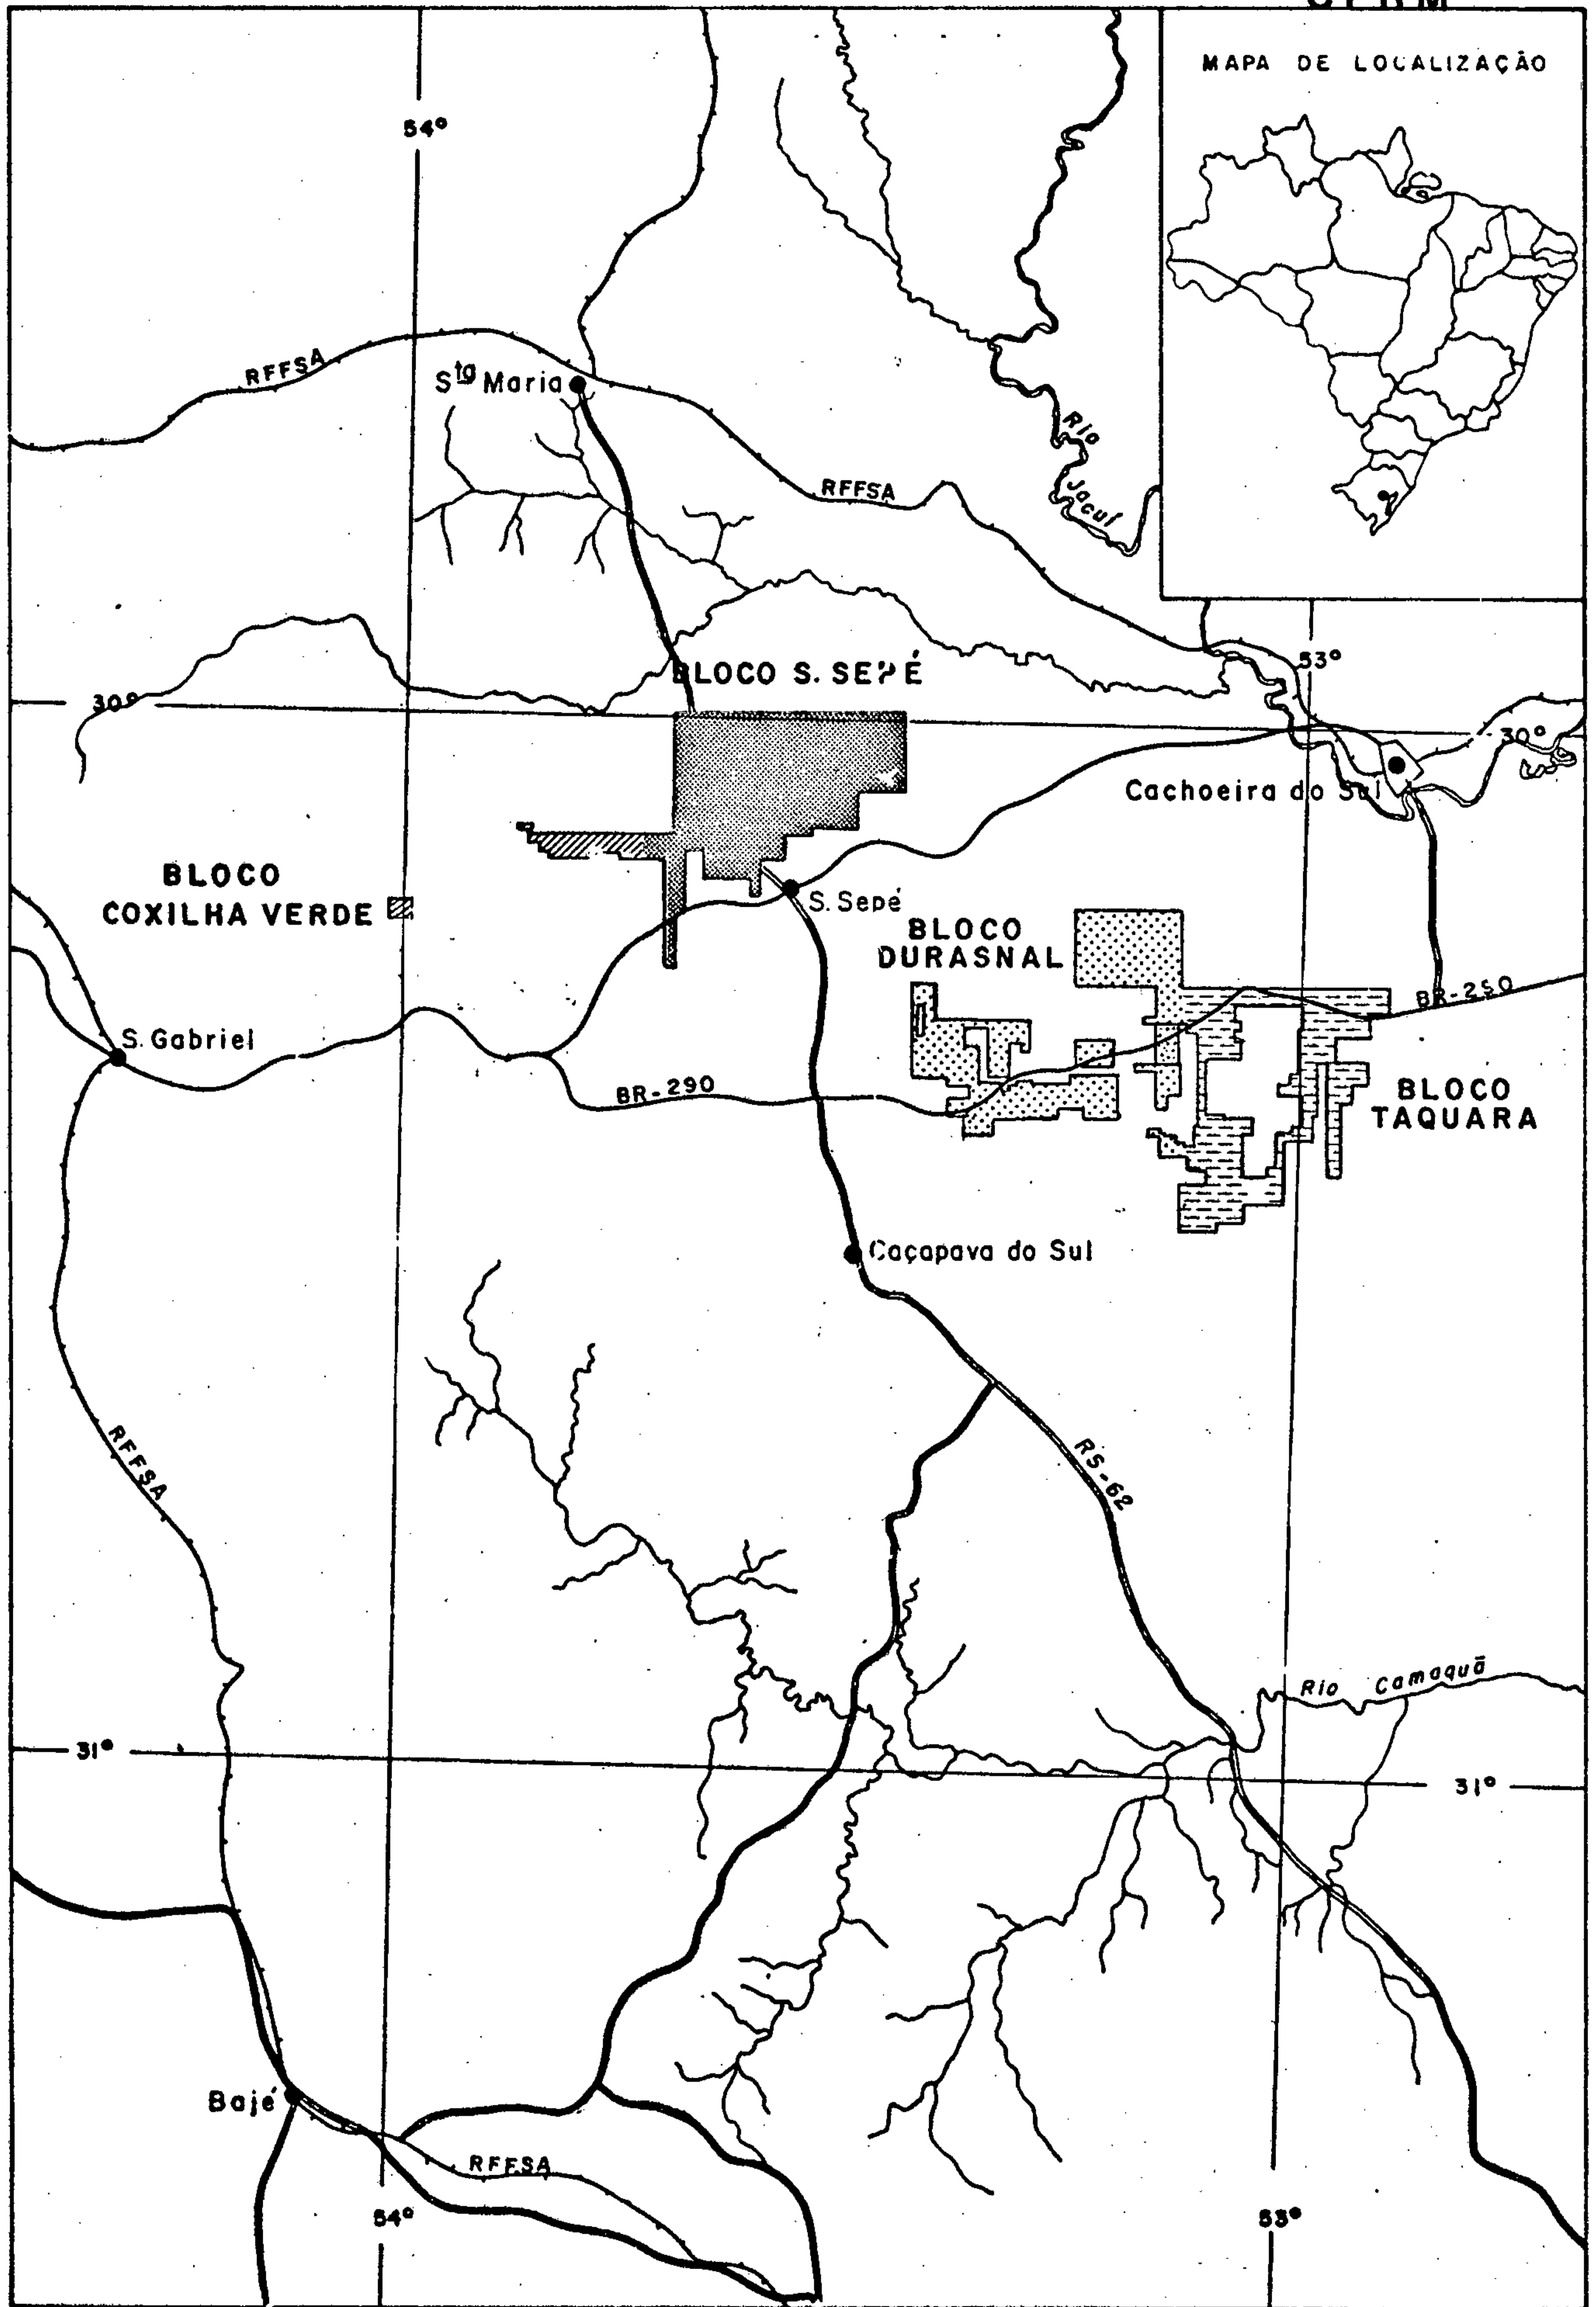 CPRM
MAPA DE LOCALIZAÇÃO
54°
RFFSA
Sta Maria
RFFSA
Rio
Jacuí
BLOCO S. SEPÉ
53°
30°
30°
Cachoeira do Sul
BLOCO
COXILHA VERDE
S. Sepé
BLOCO
DURASNAL
BR-290
S. Gabriel
BR-290
BLOCO
TAQUARA
Caçapava do Sul
RFFSA
RS-62
Rio Camaquã
31°
31°
Bajé
RFFSA
54°
53°